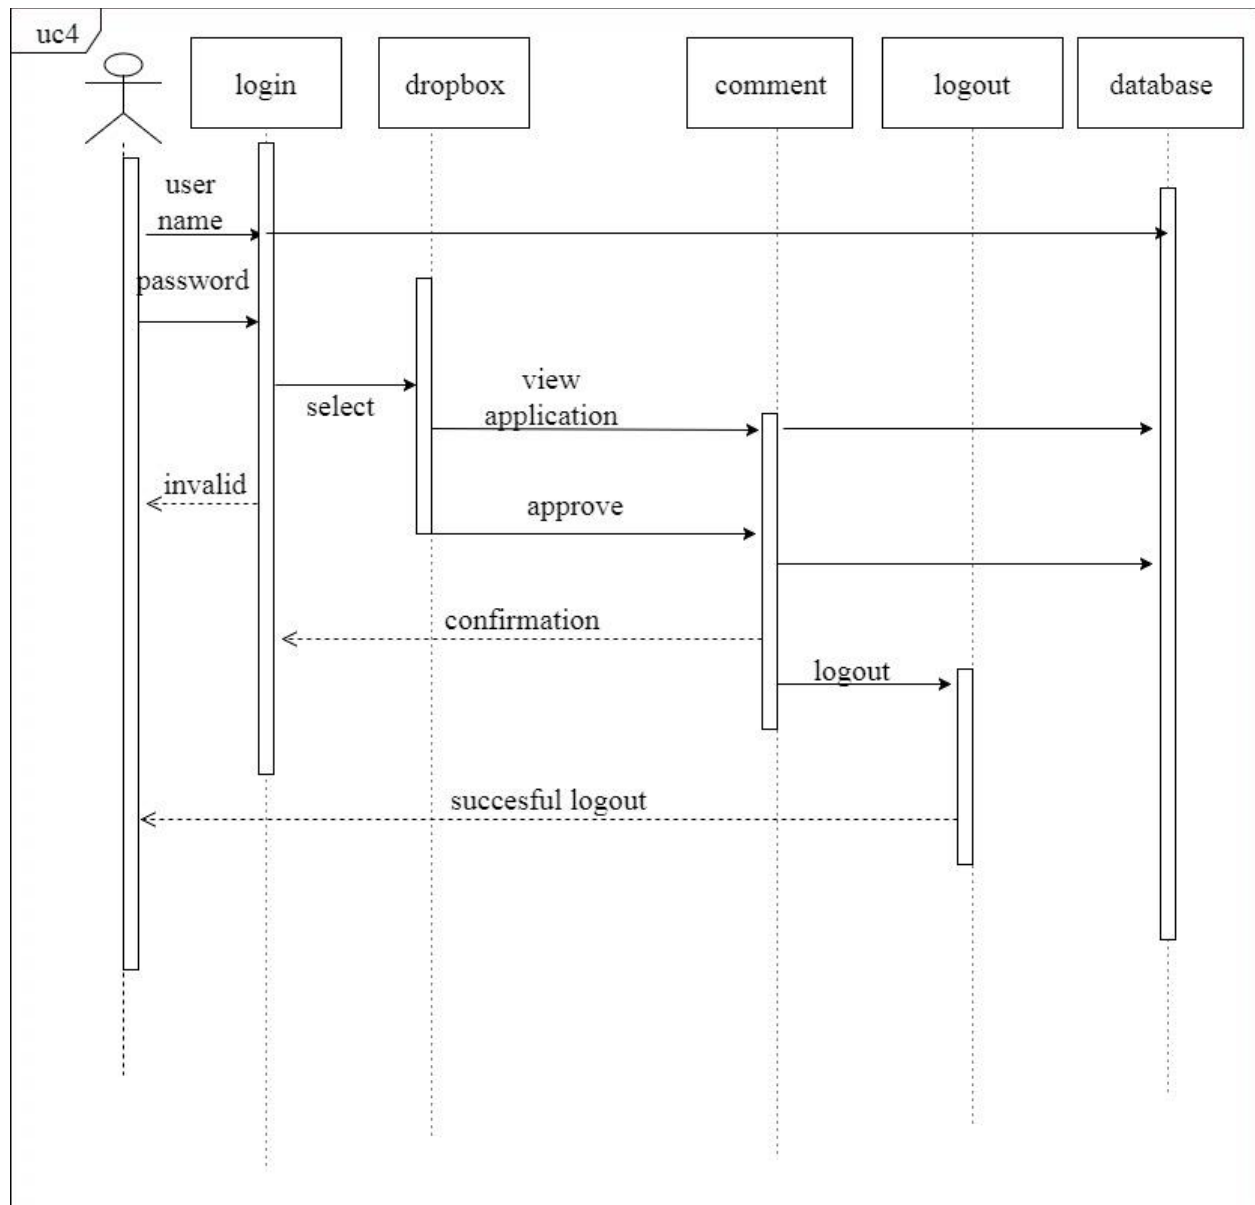 uc4
login
dropbox
comment
logout
database
user
name
password
view
application
select
invalid
approve
confirmation
logout
succesful logout